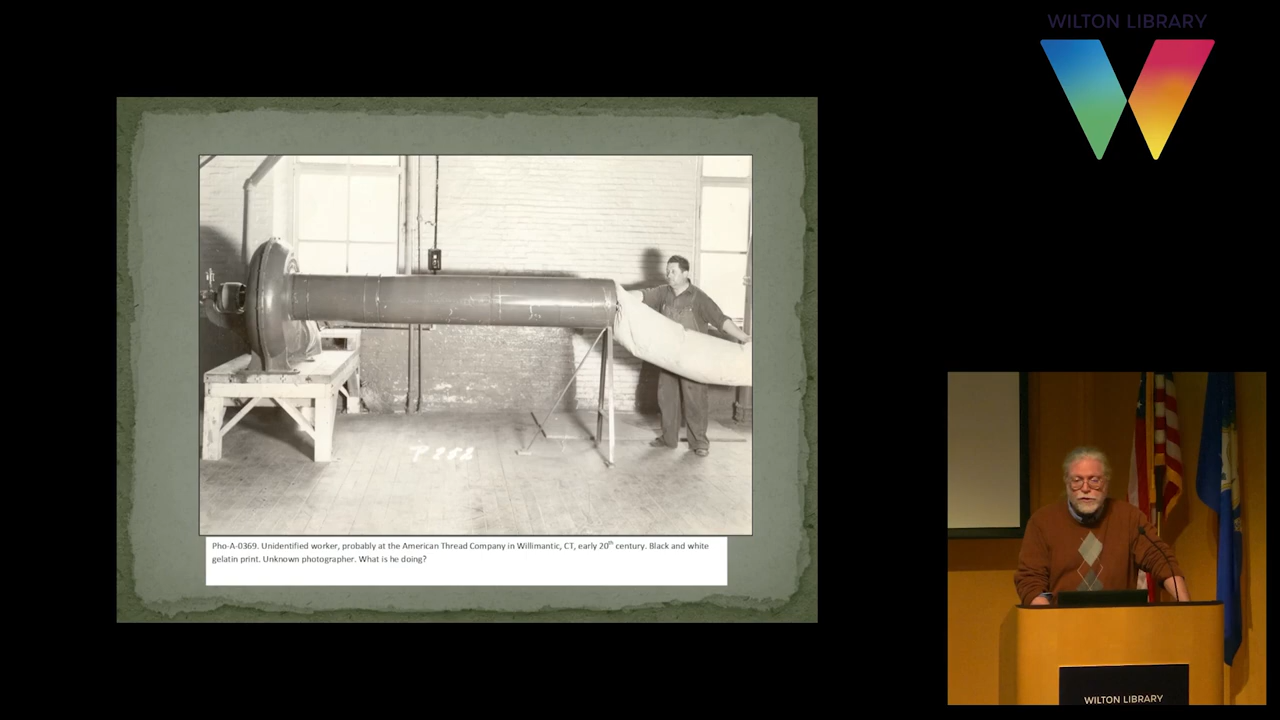 WILTON LIBRARY
P 252
Pho-A-0369. Unidentified worker, probably at the American Thread Company in Willimantic, CT, early 20th century. Black and white
gelatin print. Unknown photographer. What is he doing?
WILTON LIBRARY